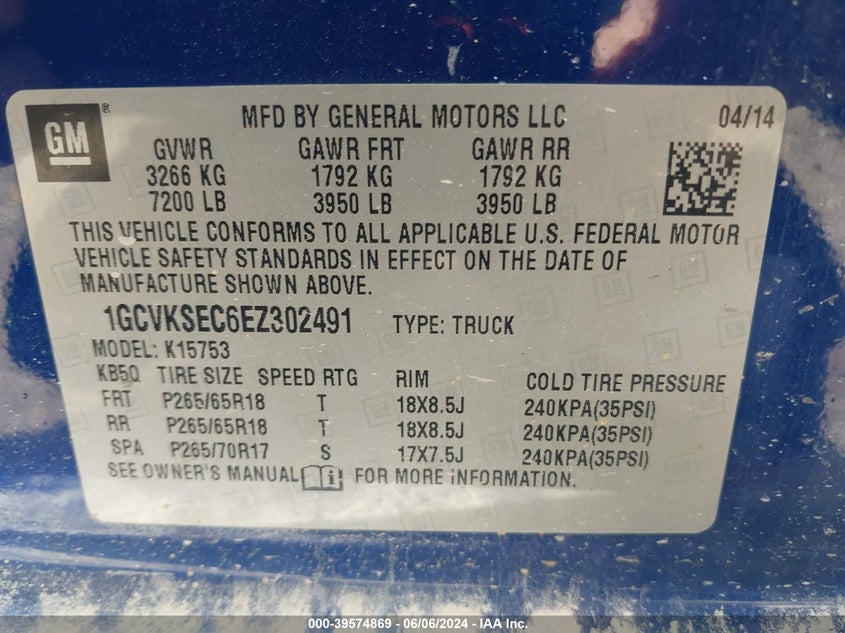 GM ®
MFD BY GENERAL MOTORS LLC 04/14
GVWR GAWR FRT GAWR RR
3266 KG 1792 KG 1792 KG
7200 LB 3950 LB 3950 LB
THIS VEHICLE CONFORMS TO ALL APPLICABLE U.S. FEDERAL MOTOR
VEHICLE SAFETY STANDARDS IN EFFECT ON THE DATE OF
MANUFACTURE SHOWN ABOVE.
1GCVKSEC6EZ302491 TYPE: TRUCK
MODEL: K15753
KB5Q TIRE SIZE SPEED RTG RIM COLD TIRE PRESSURE
FRT P265/65R18 T 18X8.5J 240KPA(35PSI)
RR P265/65R18 T 18X8.5J 240KPA(35PSI)
SPA P265/70R17 S 17X7.5J 240KPA(35PSI)
SEE OWNER'S MANUAL i FOR MORE INFORMATION.
000-39574869 - 06/06/2024 - IAA Inc.